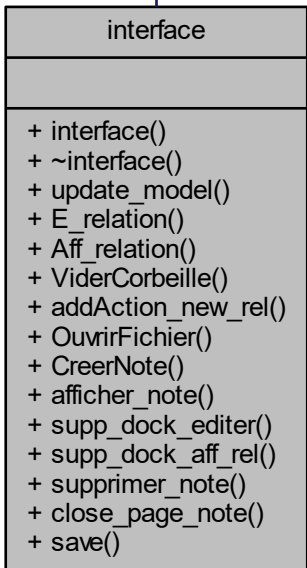 interface
+ interface()
+ ~interface()
+ update_model()
+ E_relation()
+ Aff_relation()
+ ViderCorbeille()
+ addAction_new_rel()
+ OuvrirFichier()
+ CreerNote()
+ afficher_note()
+ supp_dock_editer()
+ supp_dock_aff_rel()
+ supprimer_note()
+ close_page_note()
+ save()